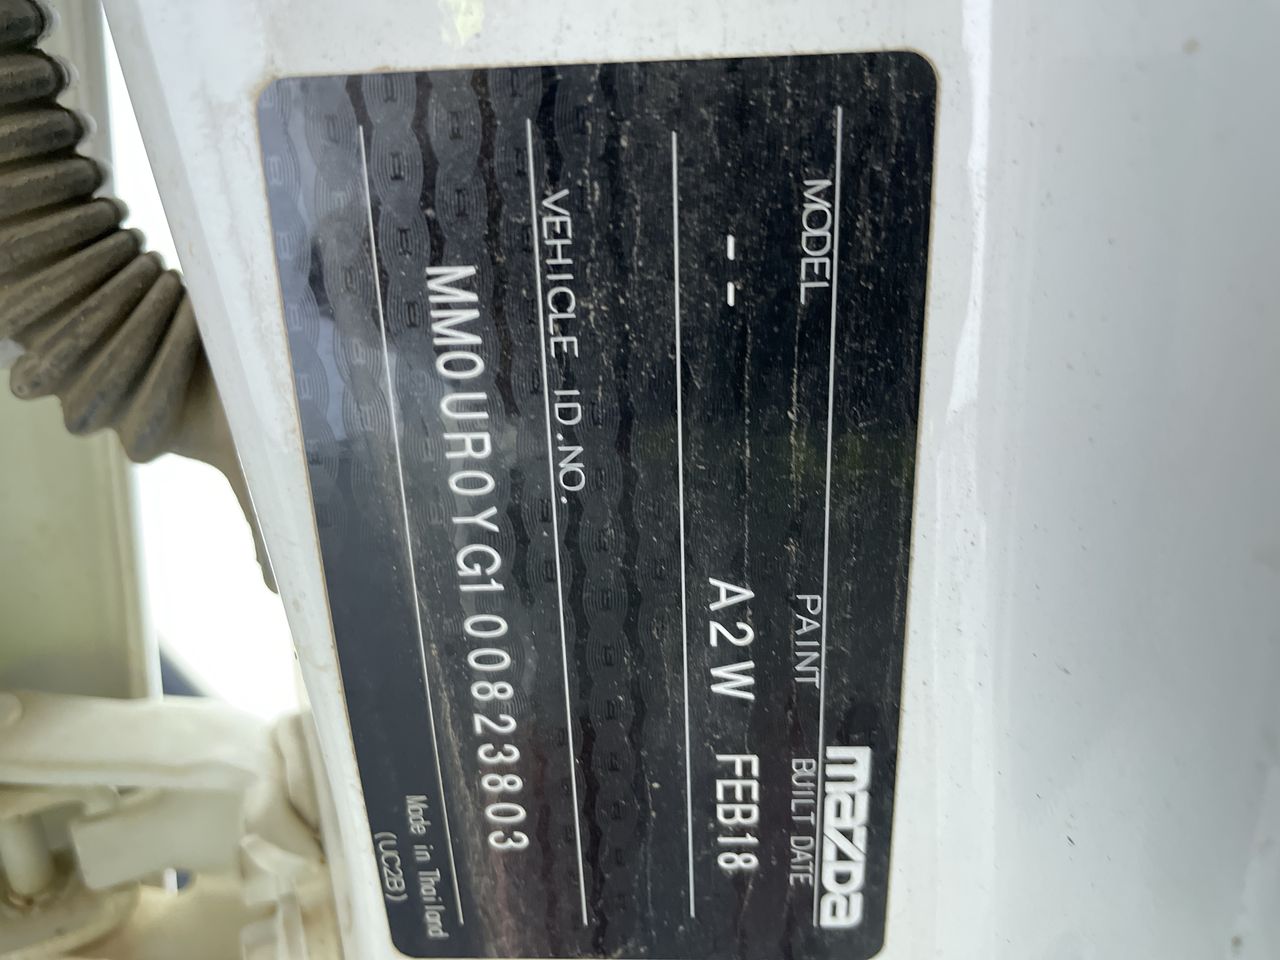 mazda
MODEL PAINT BUILT DATE
-- A2W FEB18
VEHICLE ID.NO.
MM0UR0YG100823803
Made in Thailand
(UC2B)